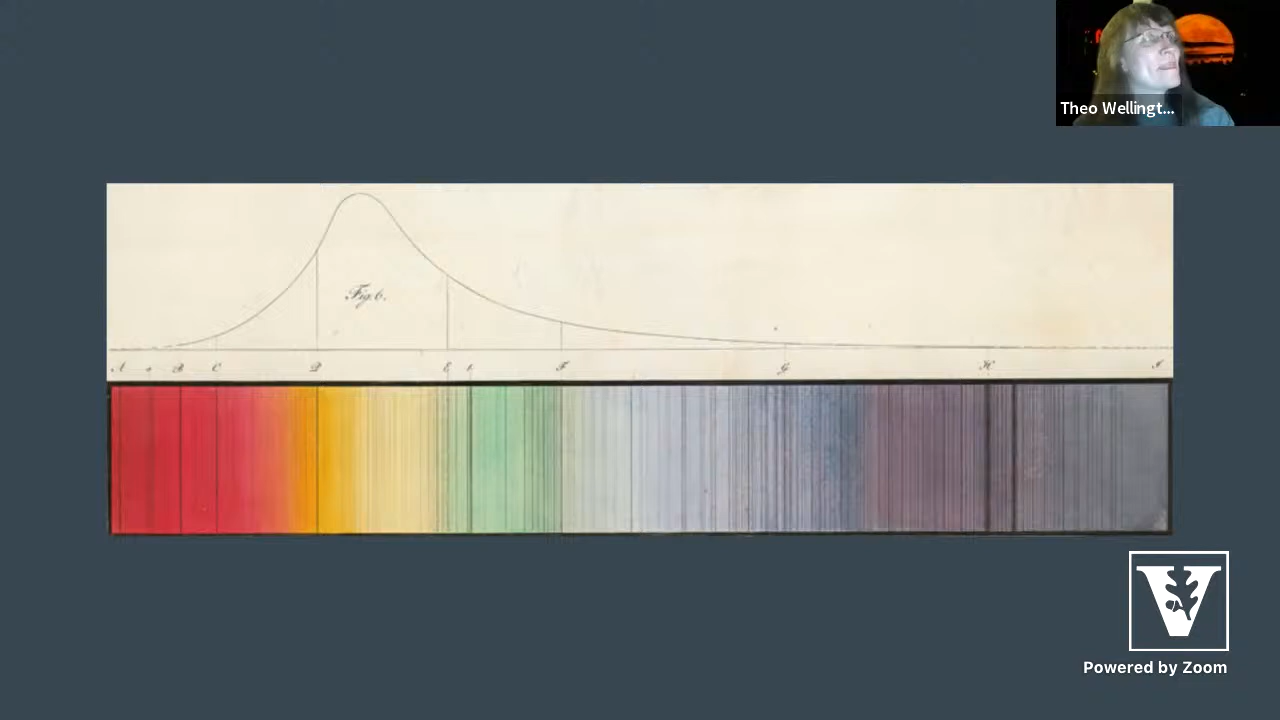 Theo Wellingt...
Fig. 6.
A a B C D E b F G H I
V
Powered by Zoom